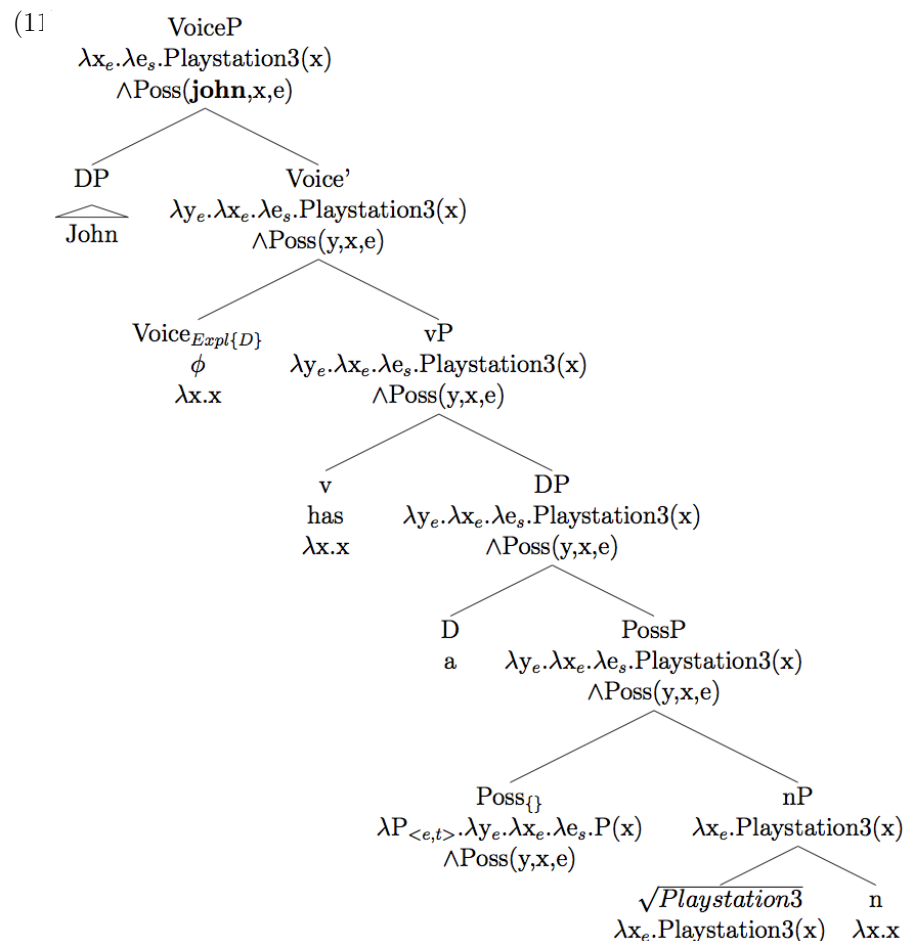 (11
VoiceP
λxₑ.λeₛ.Playstation3(x)
∧Poss(john,x,e)
DP Voice’
λyₑ.λxₑ.λeₛ.Playstation3(x)
John
∧Poss(y,x,e)
Voice_{Expl{D}} vP
ϕ λyₑ.λxₑ.λeₛ.Playstation3(x)
λx.x ∧Poss(y,x,e)
v DP
has λyₑ.λxₑ.λeₛ.Playstation3(x)
λx.x ∧Poss(y,x,e)
D PossP
a λyₑ.λxₑ.λeₛ.Playstation3(x)
∧Poss(y,x,e)
Poss_{{}} nP
λP_{<e,t>}.λyₑ.λxₑ.λeₛ.P(x) λxₑ.Playstation3(x)
∧Poss(y,x,e)
√Playstation3 n
λxₑ.Playstation3(x) λx.x